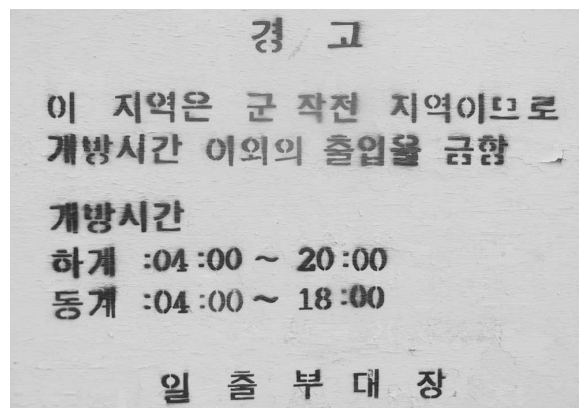 경 고
이 지역은 군 작전 지역이므로
개방시간 이외의 출입을 금함
개방시간
하계 :04:00 ~ 20:00
동계 :04:00 ~ 18:00
일 출 부 대 장